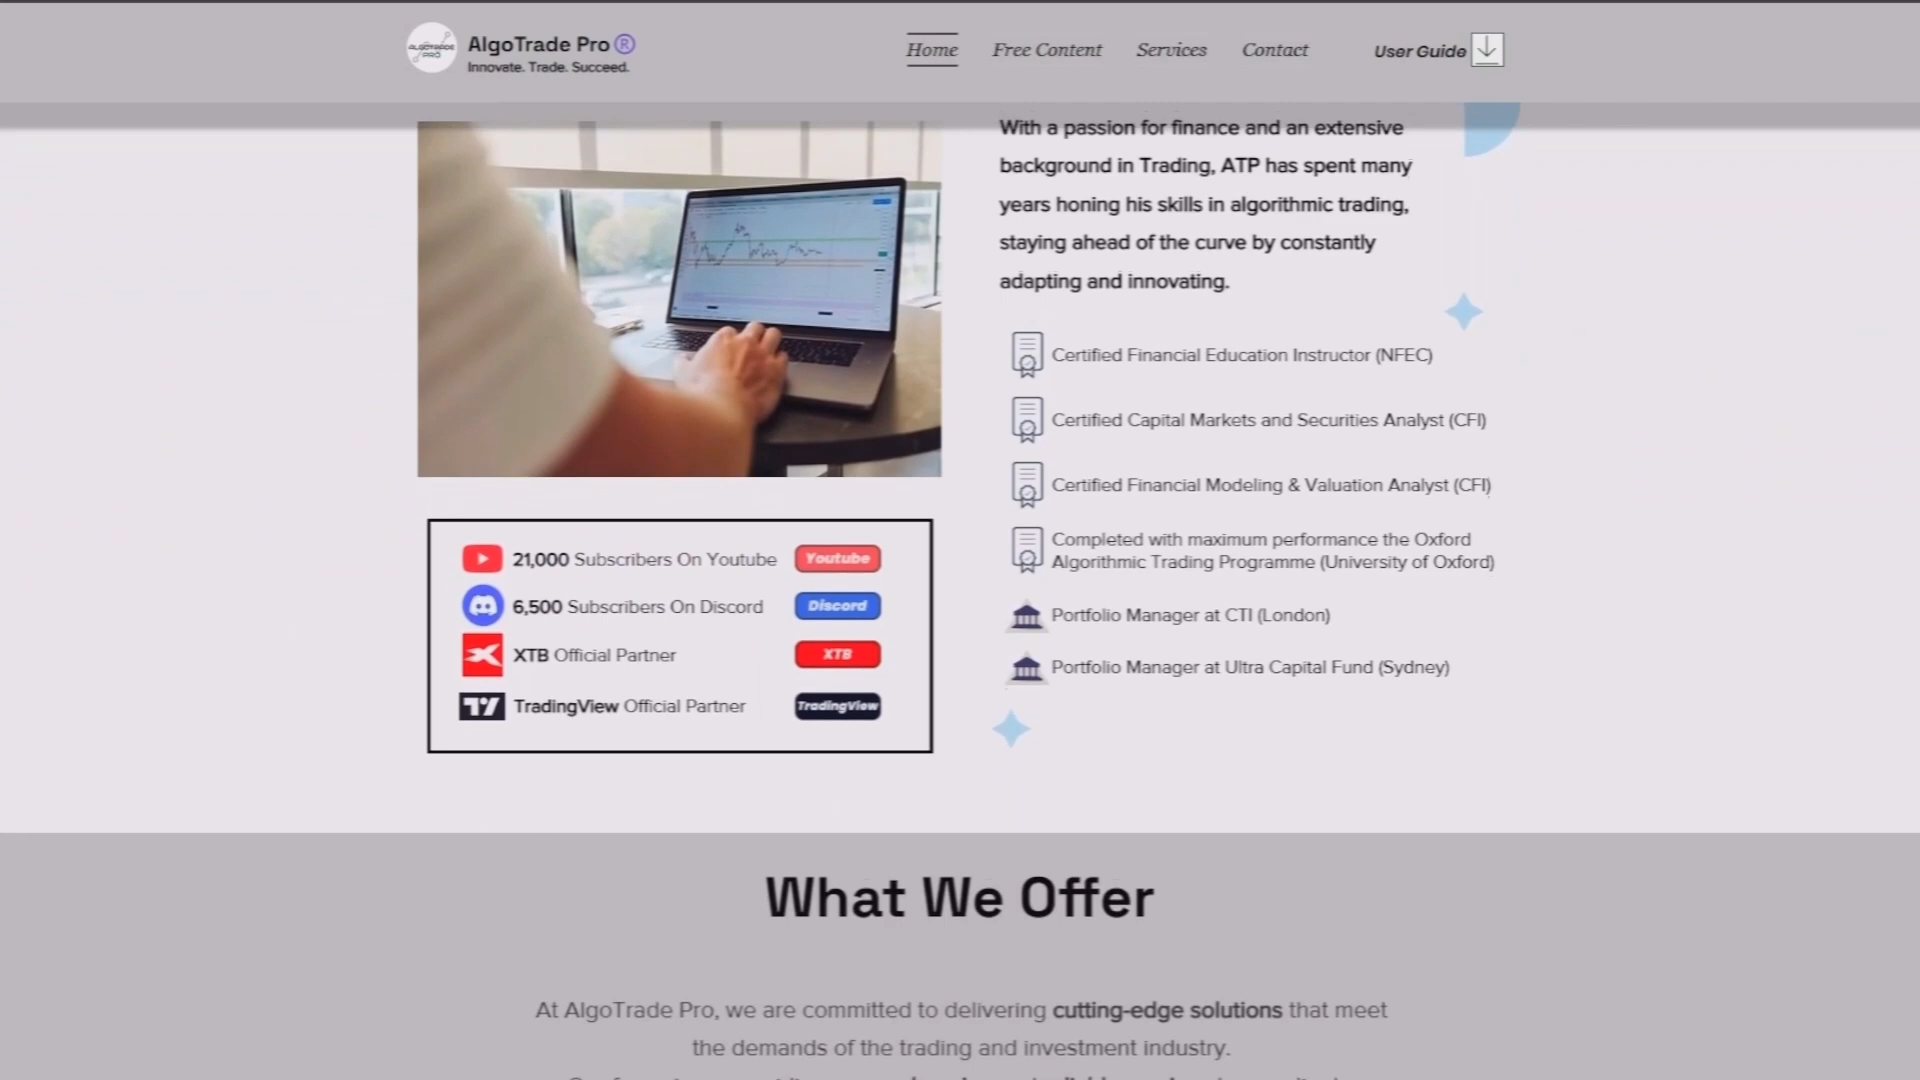 ALGOTRADE
PRO
AlgoTrade Pro ®
Innovate. Trade. Succeed.
Home
Free Content
Services
Contact
User Guide
With a passion for finance and an extensive
background in Trading, ATP has spent many
years honing his skills in algorithmic trading,
staying ahead of the curve by constantly
adapting and innovating.
Certified Financial Education Instructor (NFEC)
Certified Capital Markets and Securities Analyst (CFI)
Certified Financial Modeling & Valuation Analyst (CFI)
Completed with maximum performance the Oxford
Algorithmic Trading Programme (University of Oxford)
Portfolio Manager at CTI (London)
Portfolio Manager at Ultra Capital Fund (Sydney)
21,000 Subscribers On Youtube
Youtube
6,500 Subscribers On Discord
Discord
XTB Official Partner
XTB
TradingView Official Partner
TradingView
What We Offer
At AlgoTrade Pro, we are committed to delivering cutting-edge solutions that meet
the demands of the trading and investment industry.